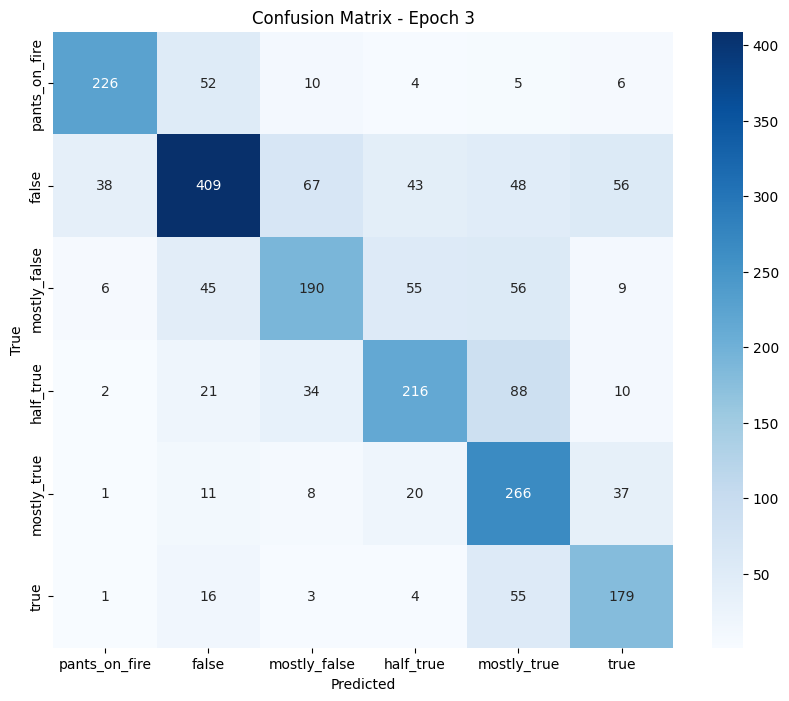 Confusion Matrix - Epoch 3
pants_on_fire 226 52 10 4 5 6
false 38 409 67 43 48 56
mostly_false 6 45 190 55 56 9
half_true 2 21 34 216 88 10
mostly_true 1 11 8 20 266 37
true 1 16 3 4 55 179
pants_on_fire false mostly_false half_true mostly_true true
Predicted
True
400
350
300
250
200
150
100
50